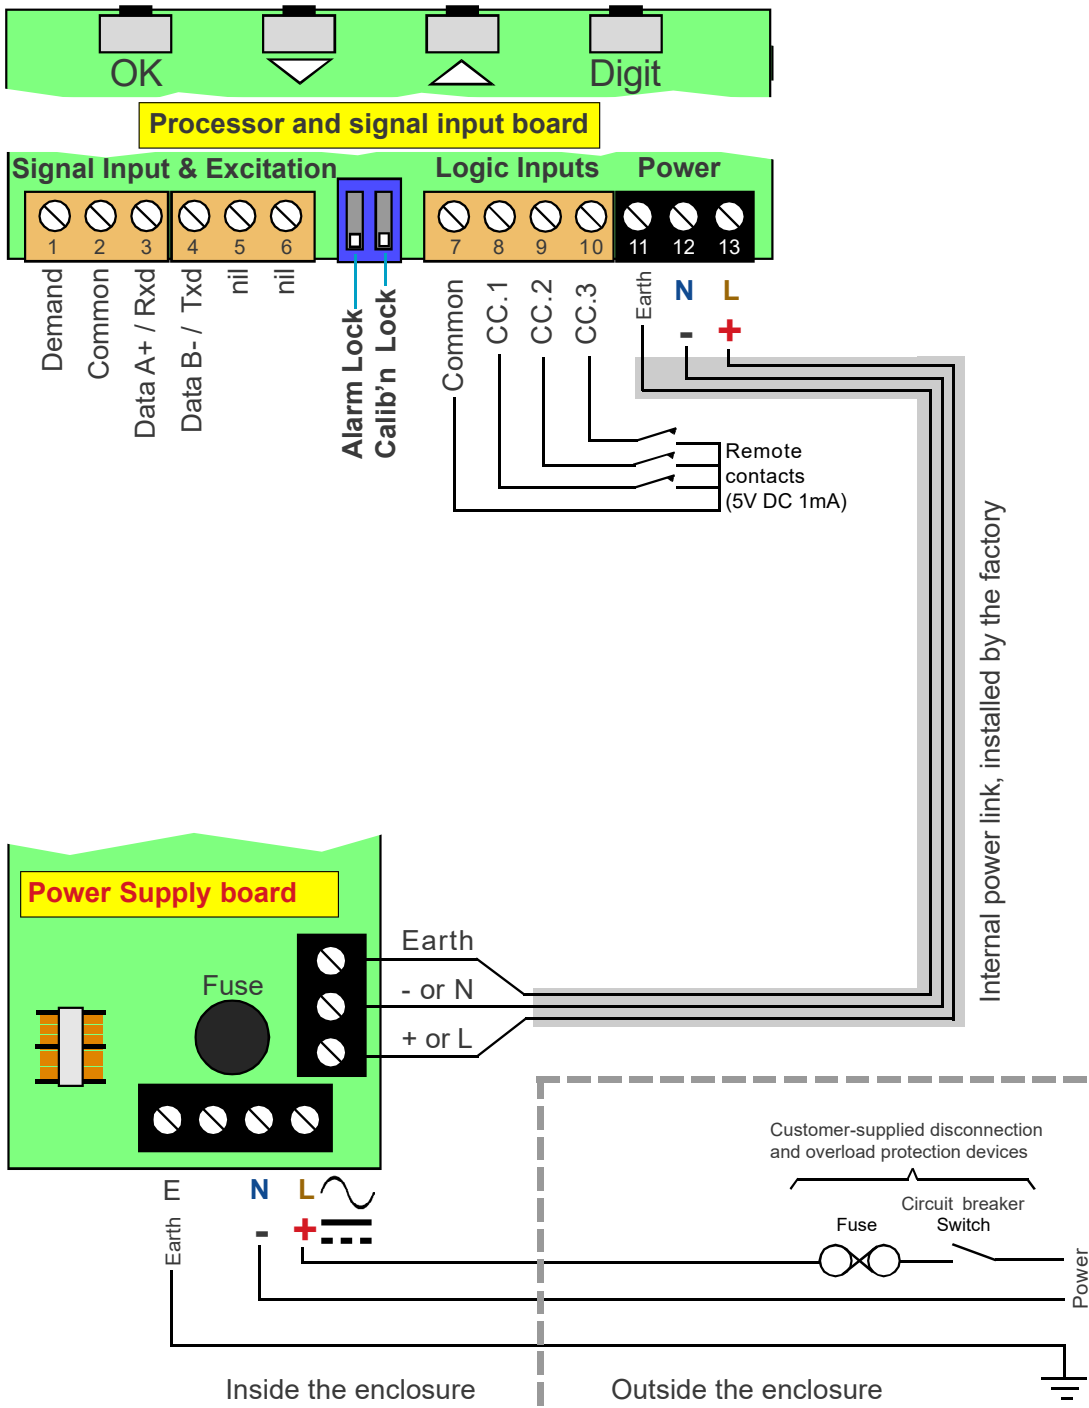 OK
Digit
Processor and signal input board
Signal Input & Excitation
Logic Inputs
Power
1
2
3
4
5
6
7
8
9
10
11
12
13
Demand
Common
Data A+ / Rxd
Data B- / Txd
nil
nil
Alarm Lock
Calib'n Lock
Common
CC.1
CC.2
CC.3
Earth
N
-
L
+
Remote
contacts
(5V DC 1mA)
Internal power link, installed by the factory
Power Supply board
Fuse
Earth
- or N
+ or L
E
Earth
N
-
L
+
Customer-supplied disconnection
and overload protection devices
Circuit breaker
Fuse
Switch
Power
Inside the enclosure
Outside the enclosure